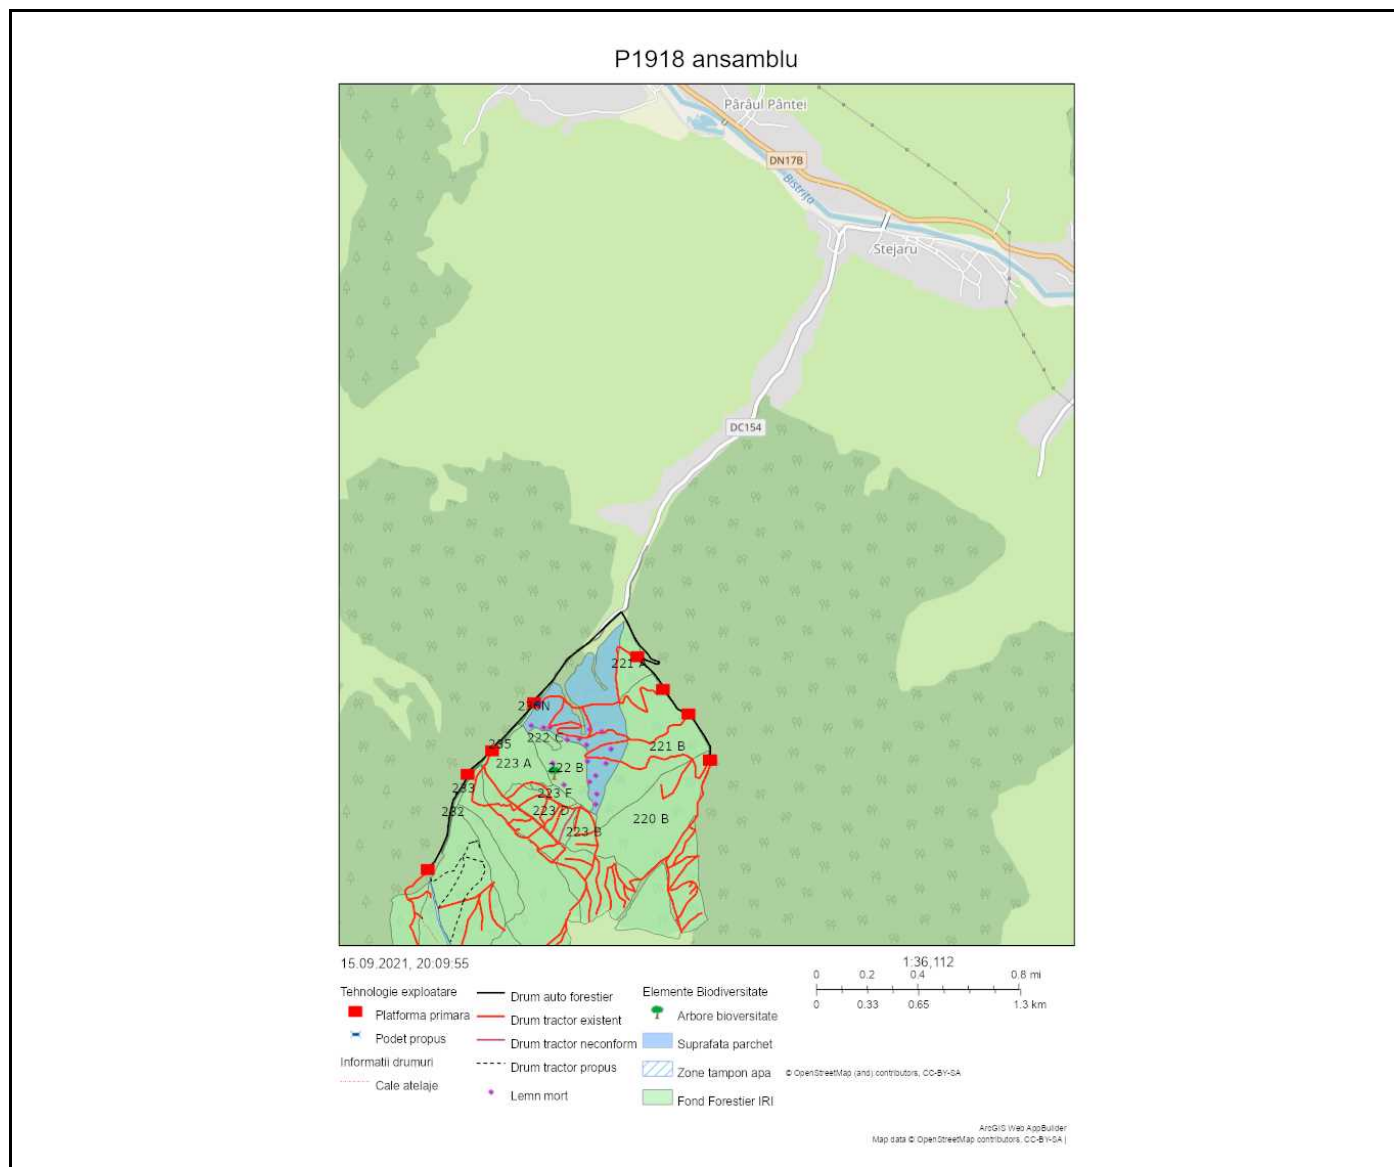 P1918 ansamblu
Pârâul Pântei
DN17B
Bistrița
Stejaru
DC154
221 A
222 C
221 B
235
223 A
222 B
233
223 F
232
223 D
220 B
223 B
15.09.2021, 20:09:55
1:36,112
0 0.2 0.4 0.8 mi
0 0.33 0.65 1.3 km
Tehnologie exploatare
Platforma primara
Podet propus
Informatii drumuri
Cale atelaje
Drum auto forestier
Drum tractor existent
Drum tractor neconform
Drum tractor propus
Lemn mort
Elemente Biodiversitate
Arbore bioversitate
Suprafata parchet
Zone tampon apa
Fond Forestier IRI
© OpenStreetMap (and) contributors, CC-BY-SA
ArcGIS Web AppBuilder
Map data © OpenStreetMap contributors, CC-BY-SA |